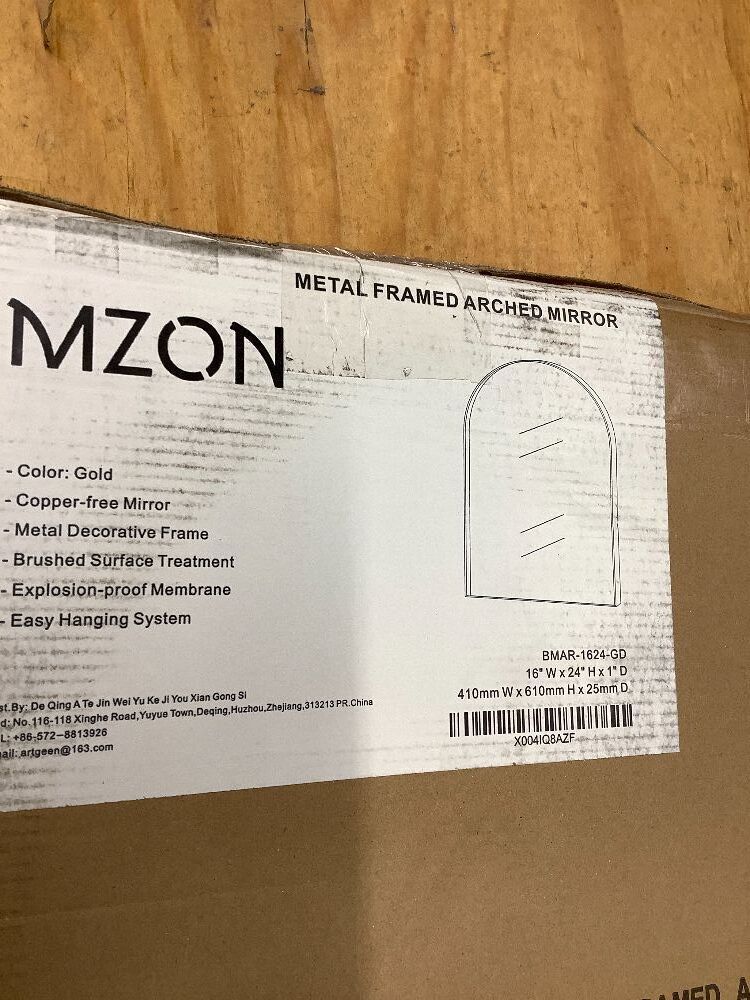 METAL FRAMED ARCHED MIRROR
MZON
- Color: Gold
- Copper-free Mirror
- Metal Decorative Frame
- Brushed Surface Treatment
- Explosion-proof Membrane
- Easy Hanging System
BMAR-1624-GD
16" W x 24" H x 1" D
410mm W x 610mm H x 25mm D
X004IQ8AZF
st.By: De Qing A Te Jin Wei Yu Ke Ji You Xian Gong Si
d: No.116-118 Xinghe Road,Yuyue Town,Deqing,Huzhou,Zhejiang,313213 PR.China
L: +86-572-8813926
ail: artgeen@163.com
AMED A